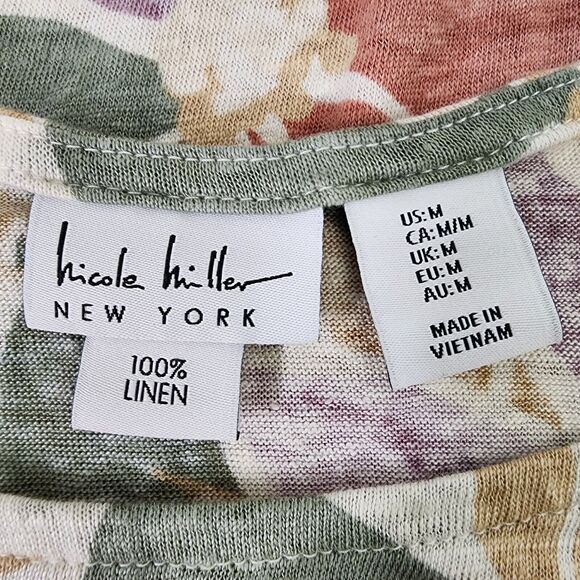 Nicole Miller
NEW YORK
100%
LINEN
US: M
CA: M/M
UK: M
EU: M
AU: M
MADE IN
VIETNAM